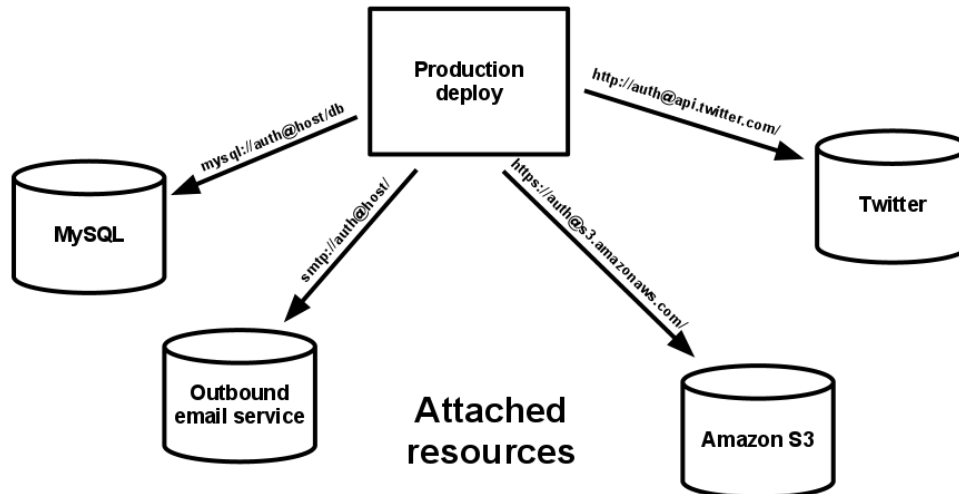 Production
deploy
mysql://auth@host/db
http://auth@api.twitter.com/
smtp://auth@host/
https://auth@s3.amazonaws.com/
MySQL
Twitter
Outbound
email service
Attached
resources
Amazon S3